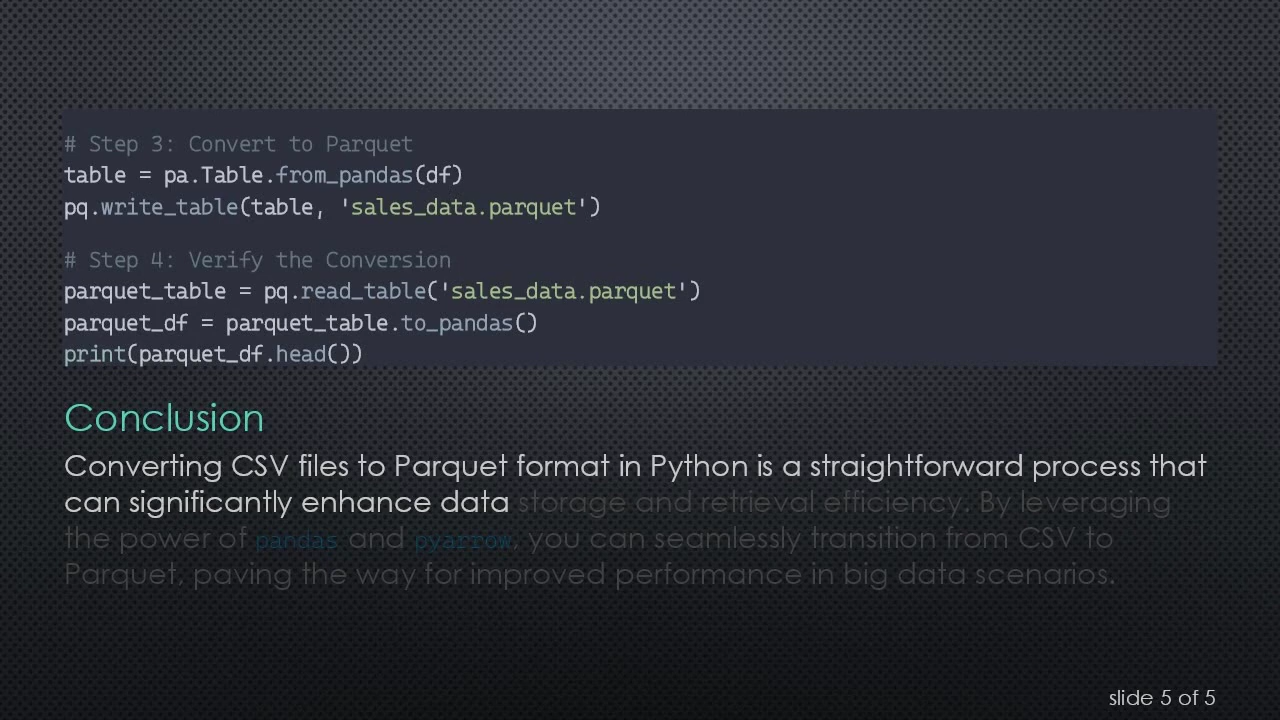 # Step 3: Convert to Parquet
table = pa.Table.from_pandas(df)
pq.write_table(table, 'sales_data.parquet')
# Step 4: Verify the Conversion
parquet_table = pq.read_table('sales_data.parquet')
parquet_df = parquet_table.to_pandas()
print(parquet_df.head())
Conclusion
Converting CSV files to Parquet format in Python is a straightforward process that
can significantly enhance data storage and retrieval efficiency. By leveraging
the power of pandas and pyarrow, you can seamlessly transition from CSV to
Parquet, paving the way for improved performance in big data scenarios.
slide 5 of 5